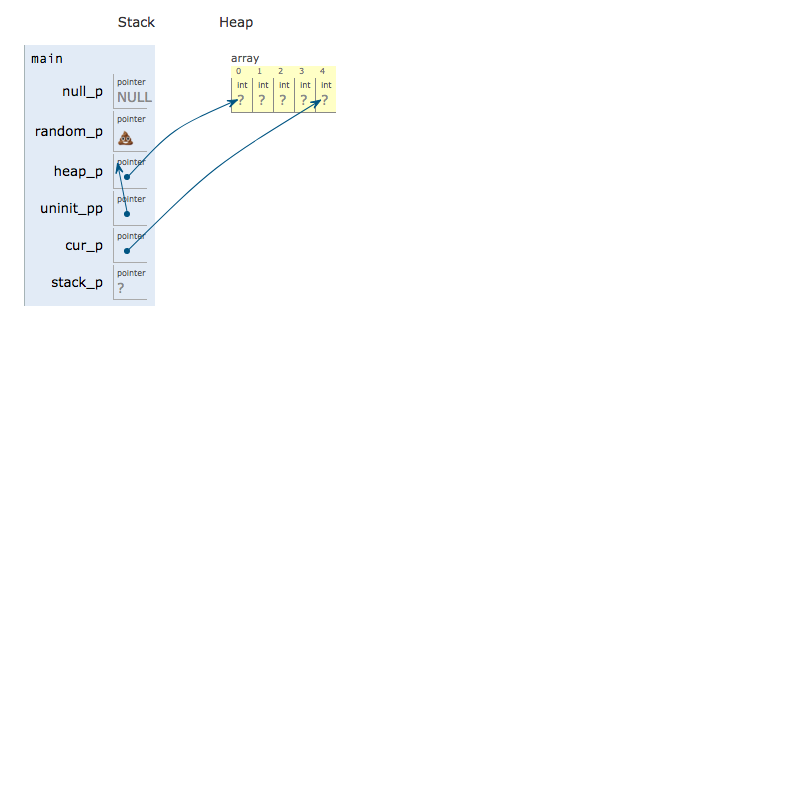 Stack Heap
main
array
0 1 2 3 4
int int int int int
? ? ? ? ?
null_p
pointer
NULL
random_p
pointer
💩
heap_p
pointer
uninit_pp
pointer
cur_p
pointer
stack_p
pointer
?